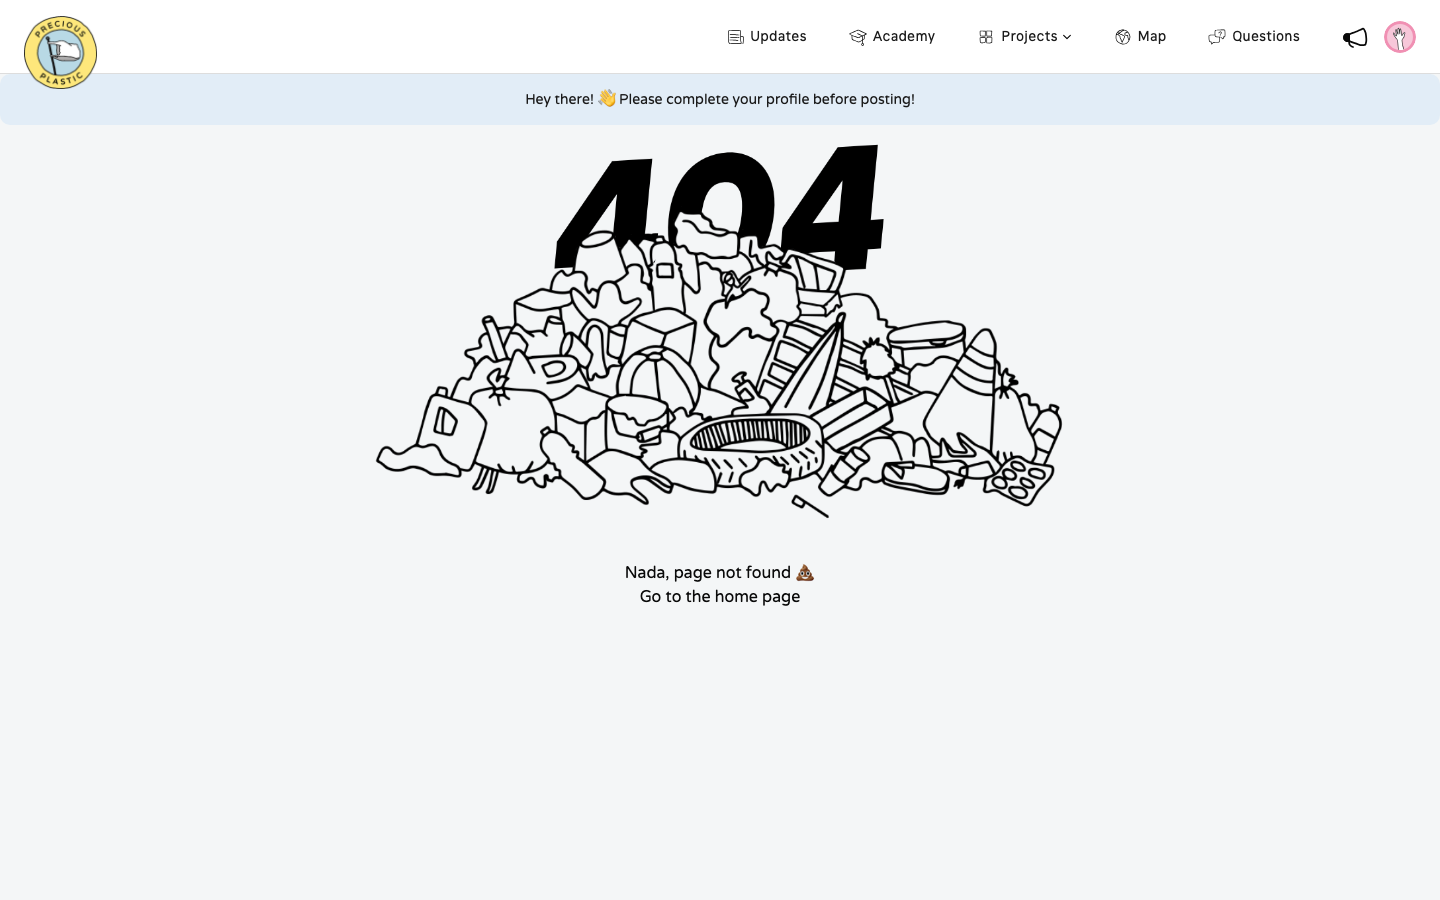 PRECIOUS
PLASTIC
Updates
Academy
Projects
Map
Questions
Hey there! 👋 Please complete your profile before posting!
404
Nada, page not found 💩
Go to the home page